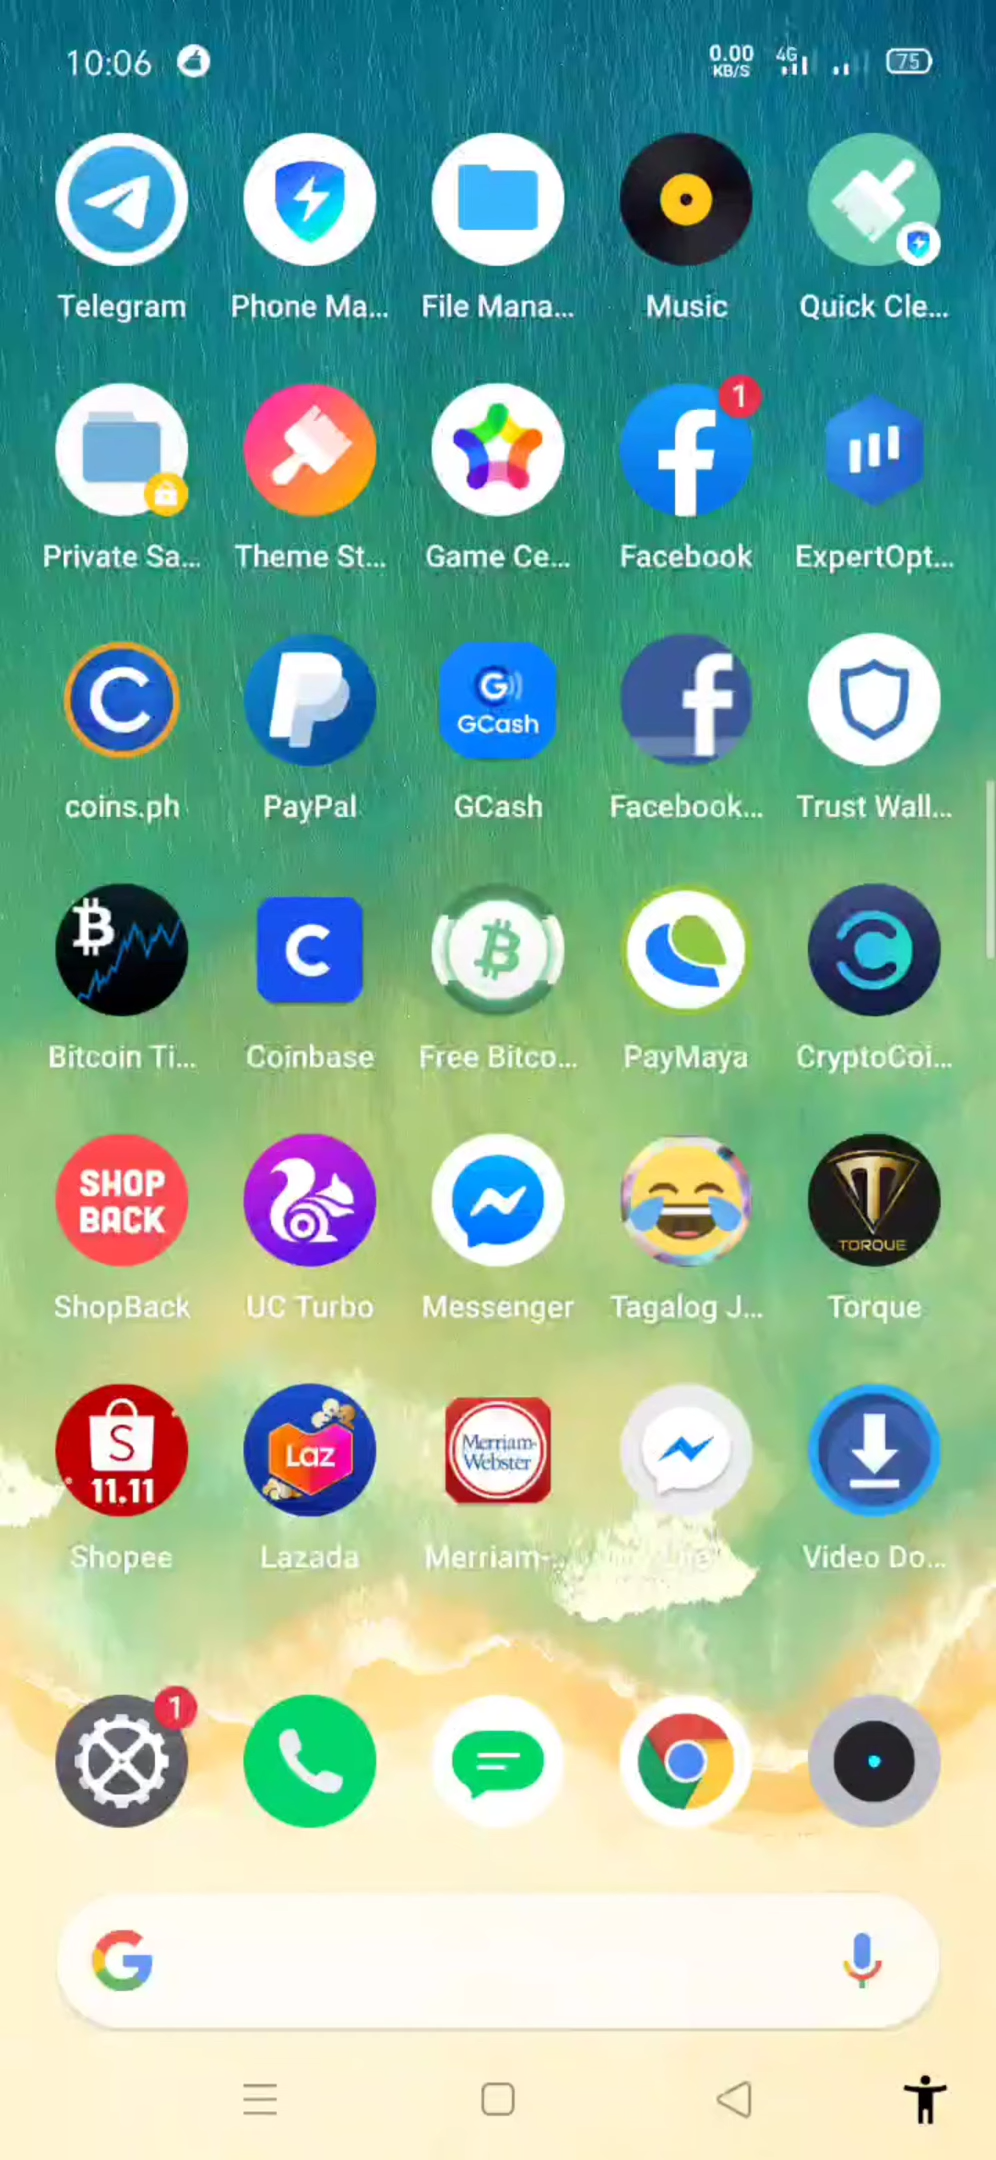 10:06 0.00 KB/S 4G 75
Telegram Phone Ma... File Mana... Music Quick Cle...
1
Private Sa... Theme St... Game Ce... Facebook ExpertOpt...
G GCash
coins.ph PayPal GCash Facebook... Trust Wall...
Bitcoin Ti... Coinbase Free Bitco... PayMaya CryptoCoi...
SHOP BACK TORQUE
ShopBack UC Turbo Messenger Tagalog J... Torque
S 11.11 Laz Merriam-Webster
Shopee Lazada Merriam-... Lite Video Do...
1